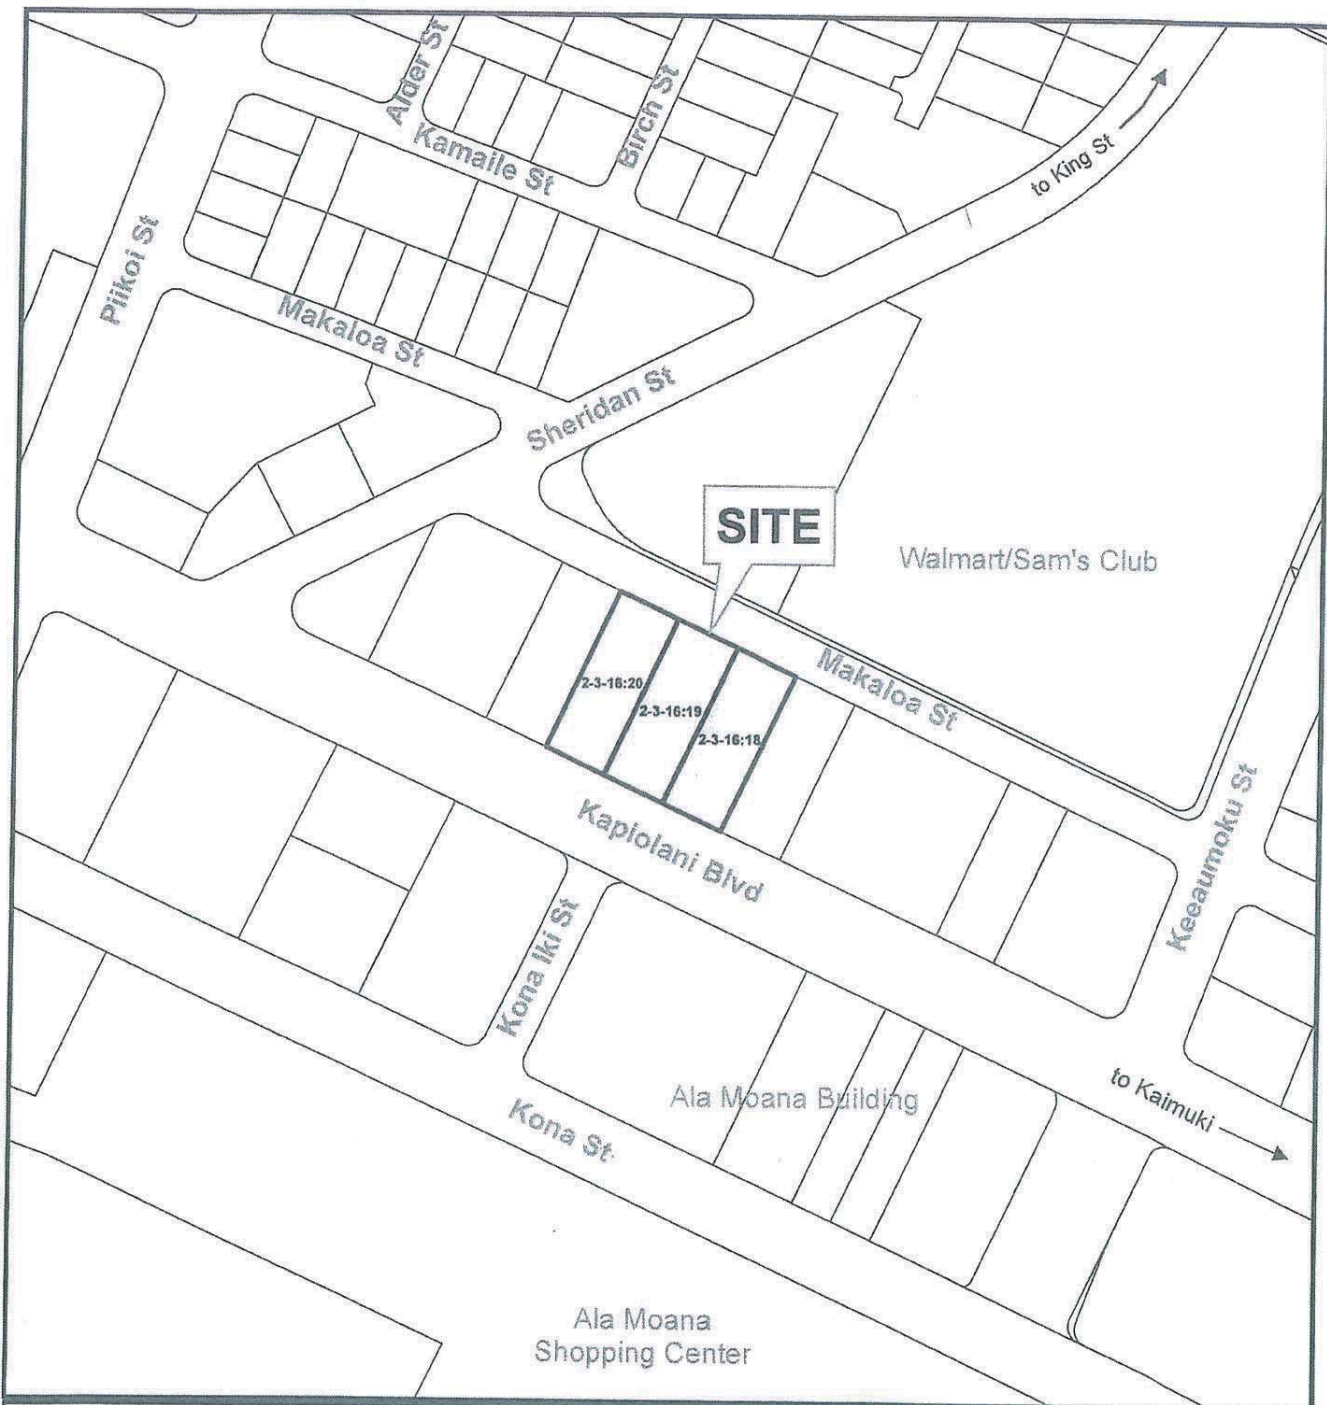 Alder St
Birch St
Kamaile St
to King St
Piikoi St
Makaloa St
Sheridan St
SITE
Walmart/Sam's Club
2-3-16:20
2-3-16:19
2-3-16:18
Makaloa St
Kapiolani Blvd
Keeaumoku St
Kona Iki St
Ala Moana Building
to Kaimuki
Kona St
Ala Moana
Shopping Center